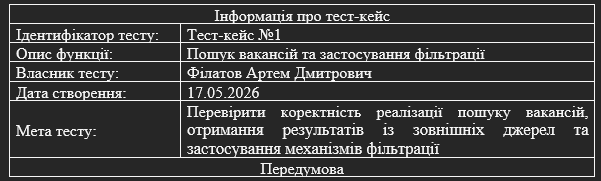 Інформація про тест-кейс
Ідентифікатор тесту: Тест-кейс №1
Опис функції: Пошук вакансій та застосування фільтрації
Власник тесту: Філатов Артем Дмитрович
Дата створення: 17.05.2026
Мета тесту: Перевірити коректність реалізації пошуку вакансій,
отримання результатів із зовнішніх джерел та
застосування механізмів фільтрації
Передумова